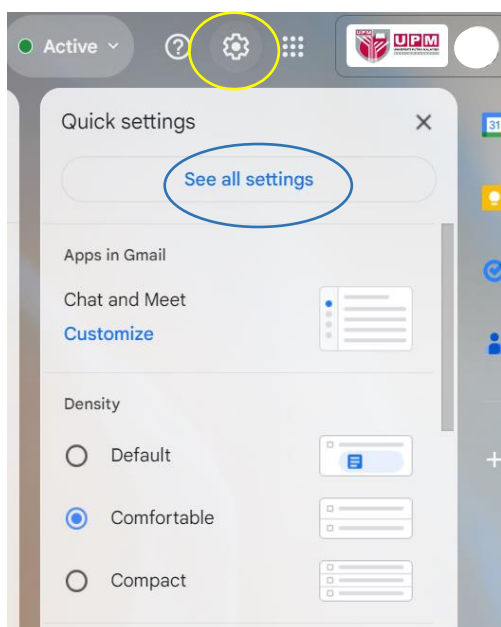 Active
UPM
Quick settings
See all settings
31
Apps in Gmail
Chat and Meet
Customize
Density
Default
Comfortable
Compact